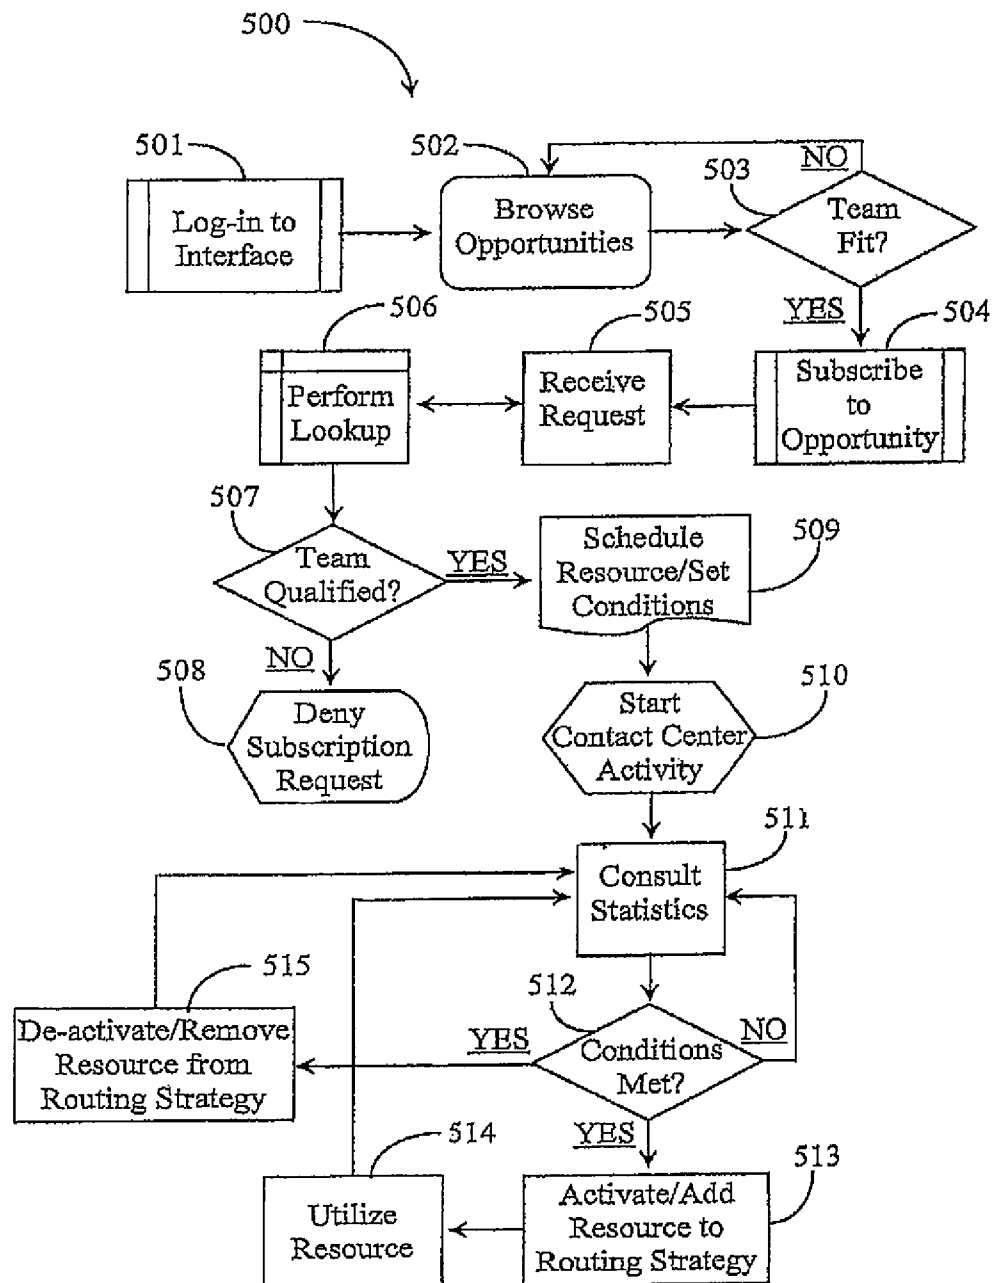 500
501
502
NO
503
Log-in to
Interface
Browse
Opportunities
Team
Fit?
YES
504
505
506
Subscribe
to
Opportunity
Receive
Request
Perform
Lookup
507
Team
Qualified?
YES
Schedule
Resource/Set
Conditions
509
NO
508
Deny
Subscription
Request
510
Start
Contact Center
Activity
511
Consult
Statistics
515
512
De-activate/Remove
Resource from
Routing Strategy
YES
Conditions
Met?
NO
YES
514
513
Utilize
Resource
Activate/Add
Resource to
Routing Strategy